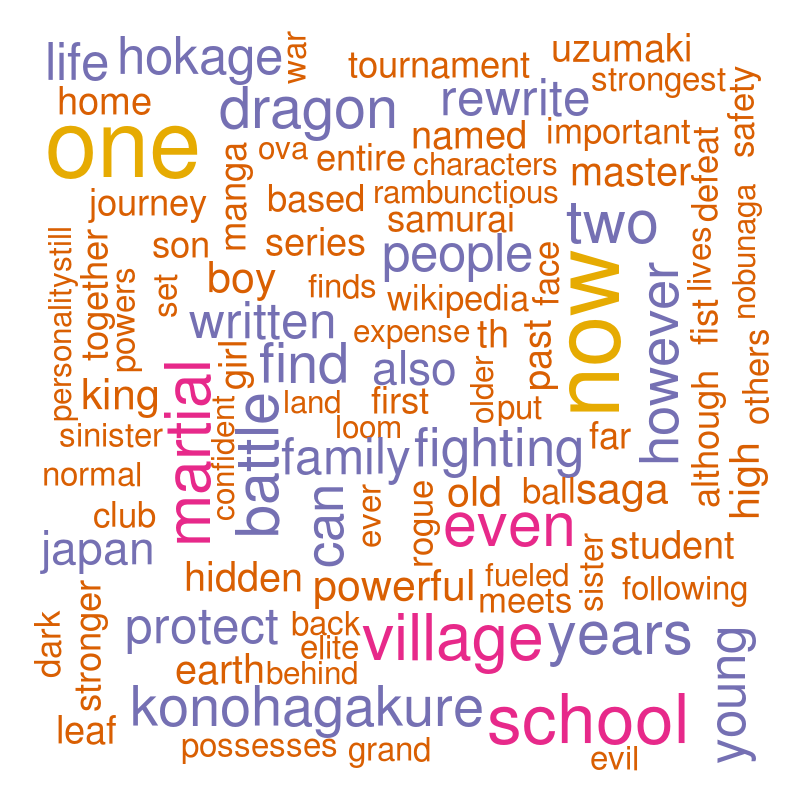 life
hokage
war
tournament
uzumaki
strongest
home
dragon
rewrite
safety
one
manga
ova
entire
named
important
characters
master
defeat
journey
based
rambunctious
samurai
two
son
series
people
nobunaga
lives
personalitystill
together
powers
set
boy
finds
wikipedia
face
now
however
fist
written
expense
th
past
others
martial
girl
find
also
king
land
first
older
put
loom
sinister
confident
battle
family
fighting
far
although
high
normal
club
can
ever
rogue
old
ball
saga
even
japan
student
hidden
powerful
fueled
sister
following
meets
dark
stronger
protect
back
elite
village
years
young
earth
behind
konohagakure
school
leaf
possesses
grand
evil